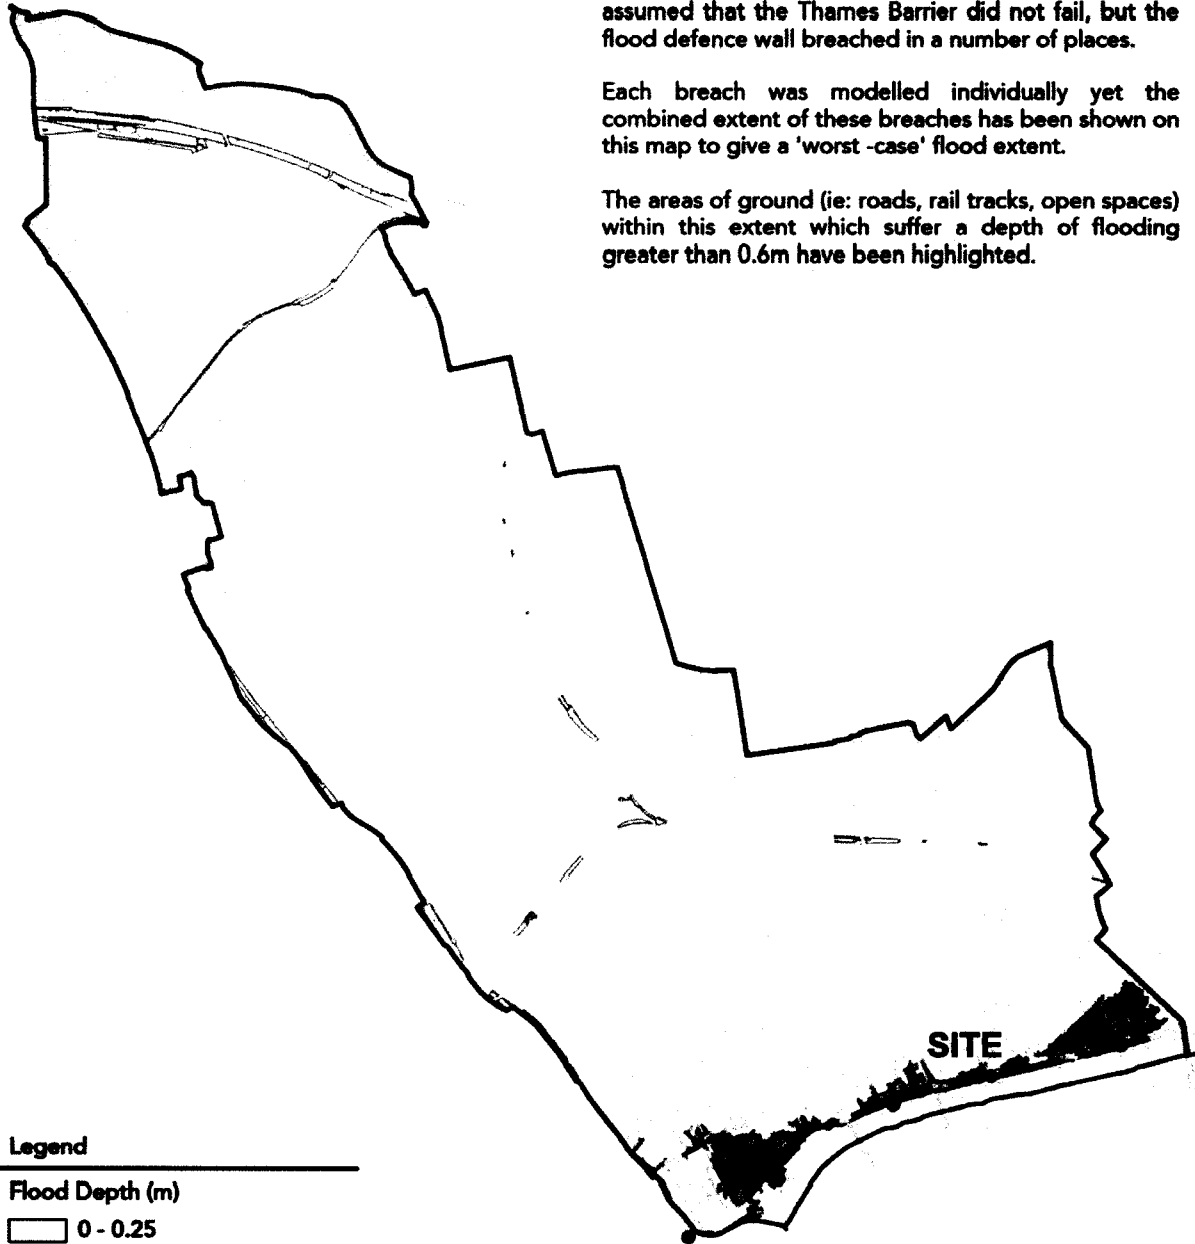 assumed that the Thames Barrier did not fail, but the
flood defence wall breached in a number of places.
Each breach was modelled individually yet the
combined extent of these breaches has been shown on
this map to give a 'worst -case' flood extent.
The areas of ground (ie: roads, rail tracks, open spaces)
within this extent which suffer a depth of flooding
greater than 0.6m have been highlighted.
SITE
Legend
Flood Depth (m)
0 - 0.25